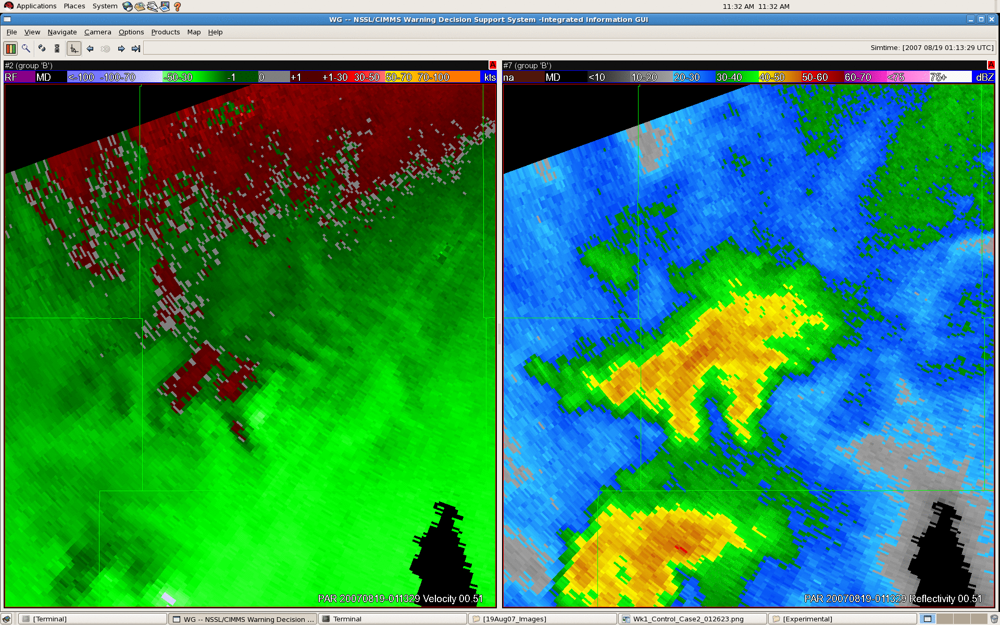 Applications Places System 11:32 AM 11:32 AM
WG -- NSSL/CIMMS Warning Decision Support System -Integrated Information GUI
File View Navigate Camera Options Products Map Help
Simtime: [2007 08/19 01:13:29 UTC]
#2 (group 'B') A
RF MD <-100 -100-70 -50-30 -1 0 +1 +1-30 30-50 50-70 70-100 kts
#7 (group 'B') A
na MD <10 10-20 20-30 30-40 40-50 50-60 60-70 <75 75+ dBZ
PAR 20070819-011329 Velocity 00.51
PAR 20070819-011329 Reflectivity 00.51
[Terminal] WG -- NSSL/CIMMS Warning Decision ... Terminal [19Aug07_Images] Wk1_Control_Case2_012623.png [Experimental]